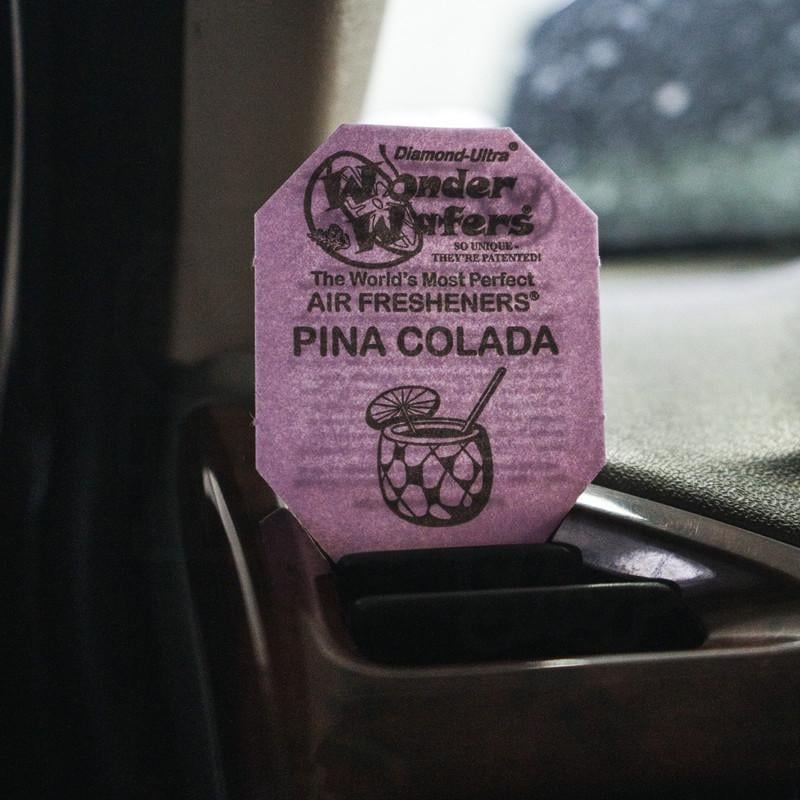 Diamond-Ultra®
Wonder
Wafers®
SO UNIQUE -
THEY'RE PATENTED!
The World's Most Perfect
AIR FRESHENERS®
PINA COLADA